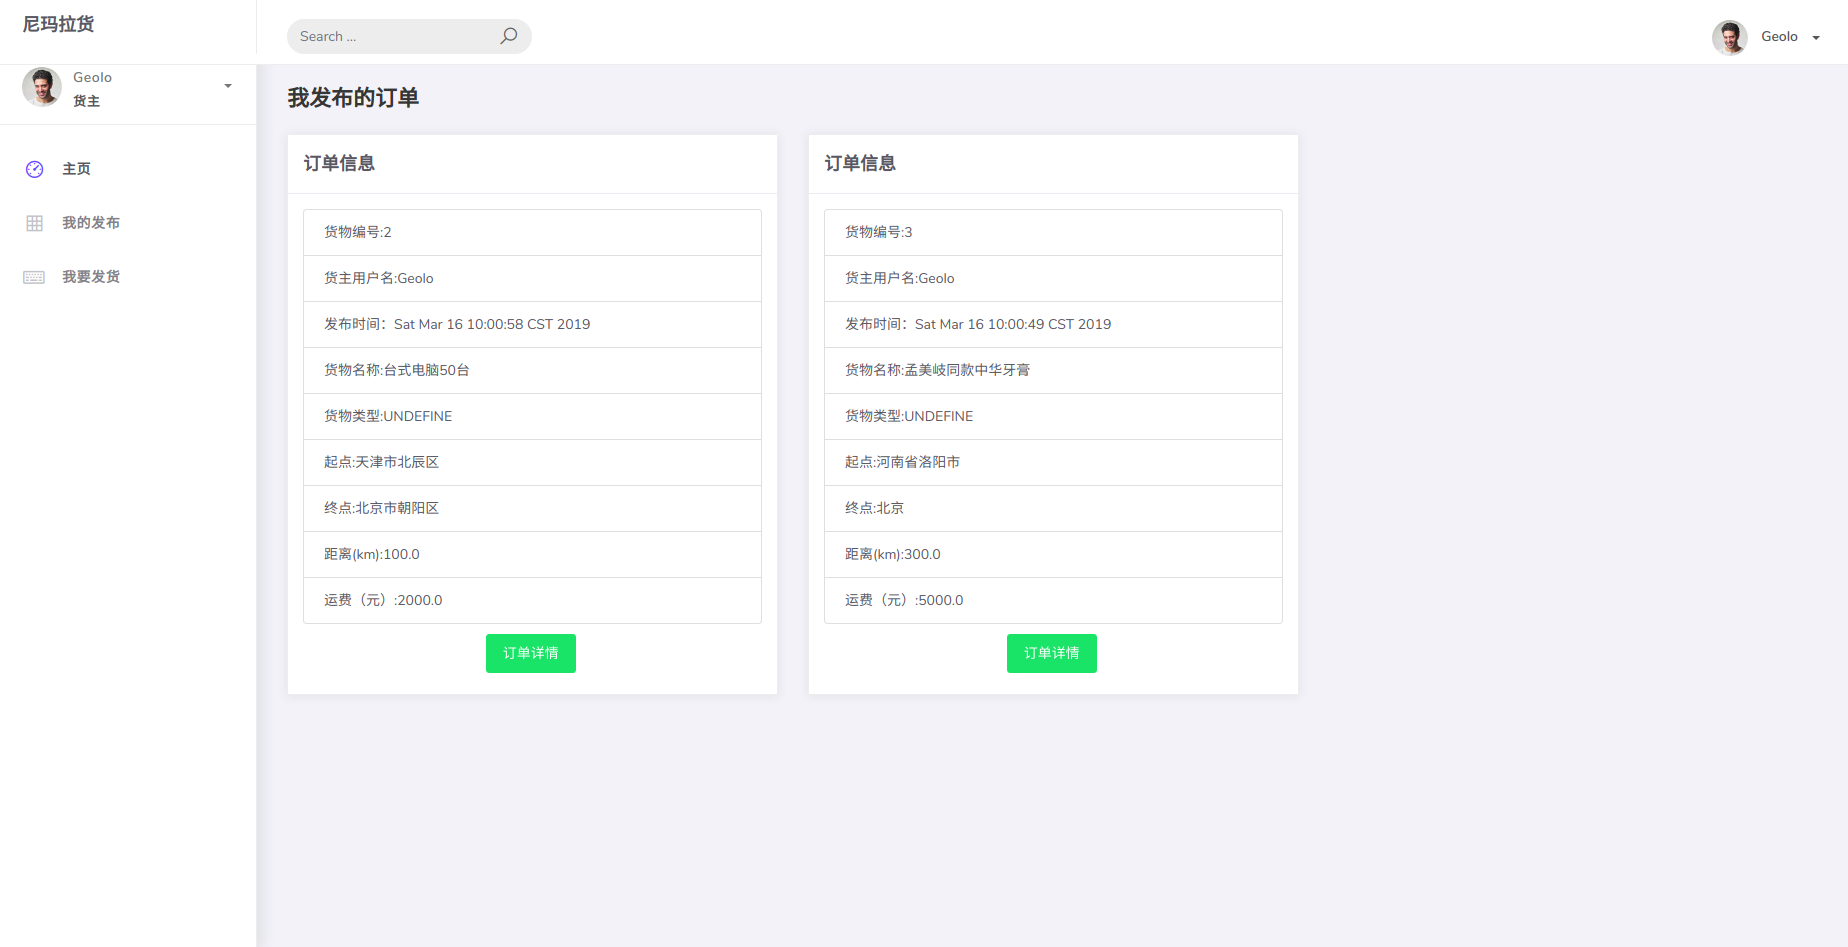 尼玛拉货
Search ...
Geolo
Geolo
货主
主页
我的发布
我要发货
我发布的订单
订单信息
货物编号:2
货主用户名:Geolo
发布时间：Sat Mar 16 10:00:58 CST 2019
货物名称:台式电脑50台
货物类型:UNDEFINE
起点:天津市北辰区
终点:北京市朝阳区
距离(km):100.0
运费（元）:2000.0
订单详情
订单信息
货物编号:3
货主用户名:Geolo
发布时间：Sat Mar 16 10:00:49 CST 2019
货物名称:孟美岐同款中华牙膏
货物类型:UNDEFINE
起点:河南省洛阳市
终点:北京
距离(km):300.0
运费（元）:5000.0
订单详情